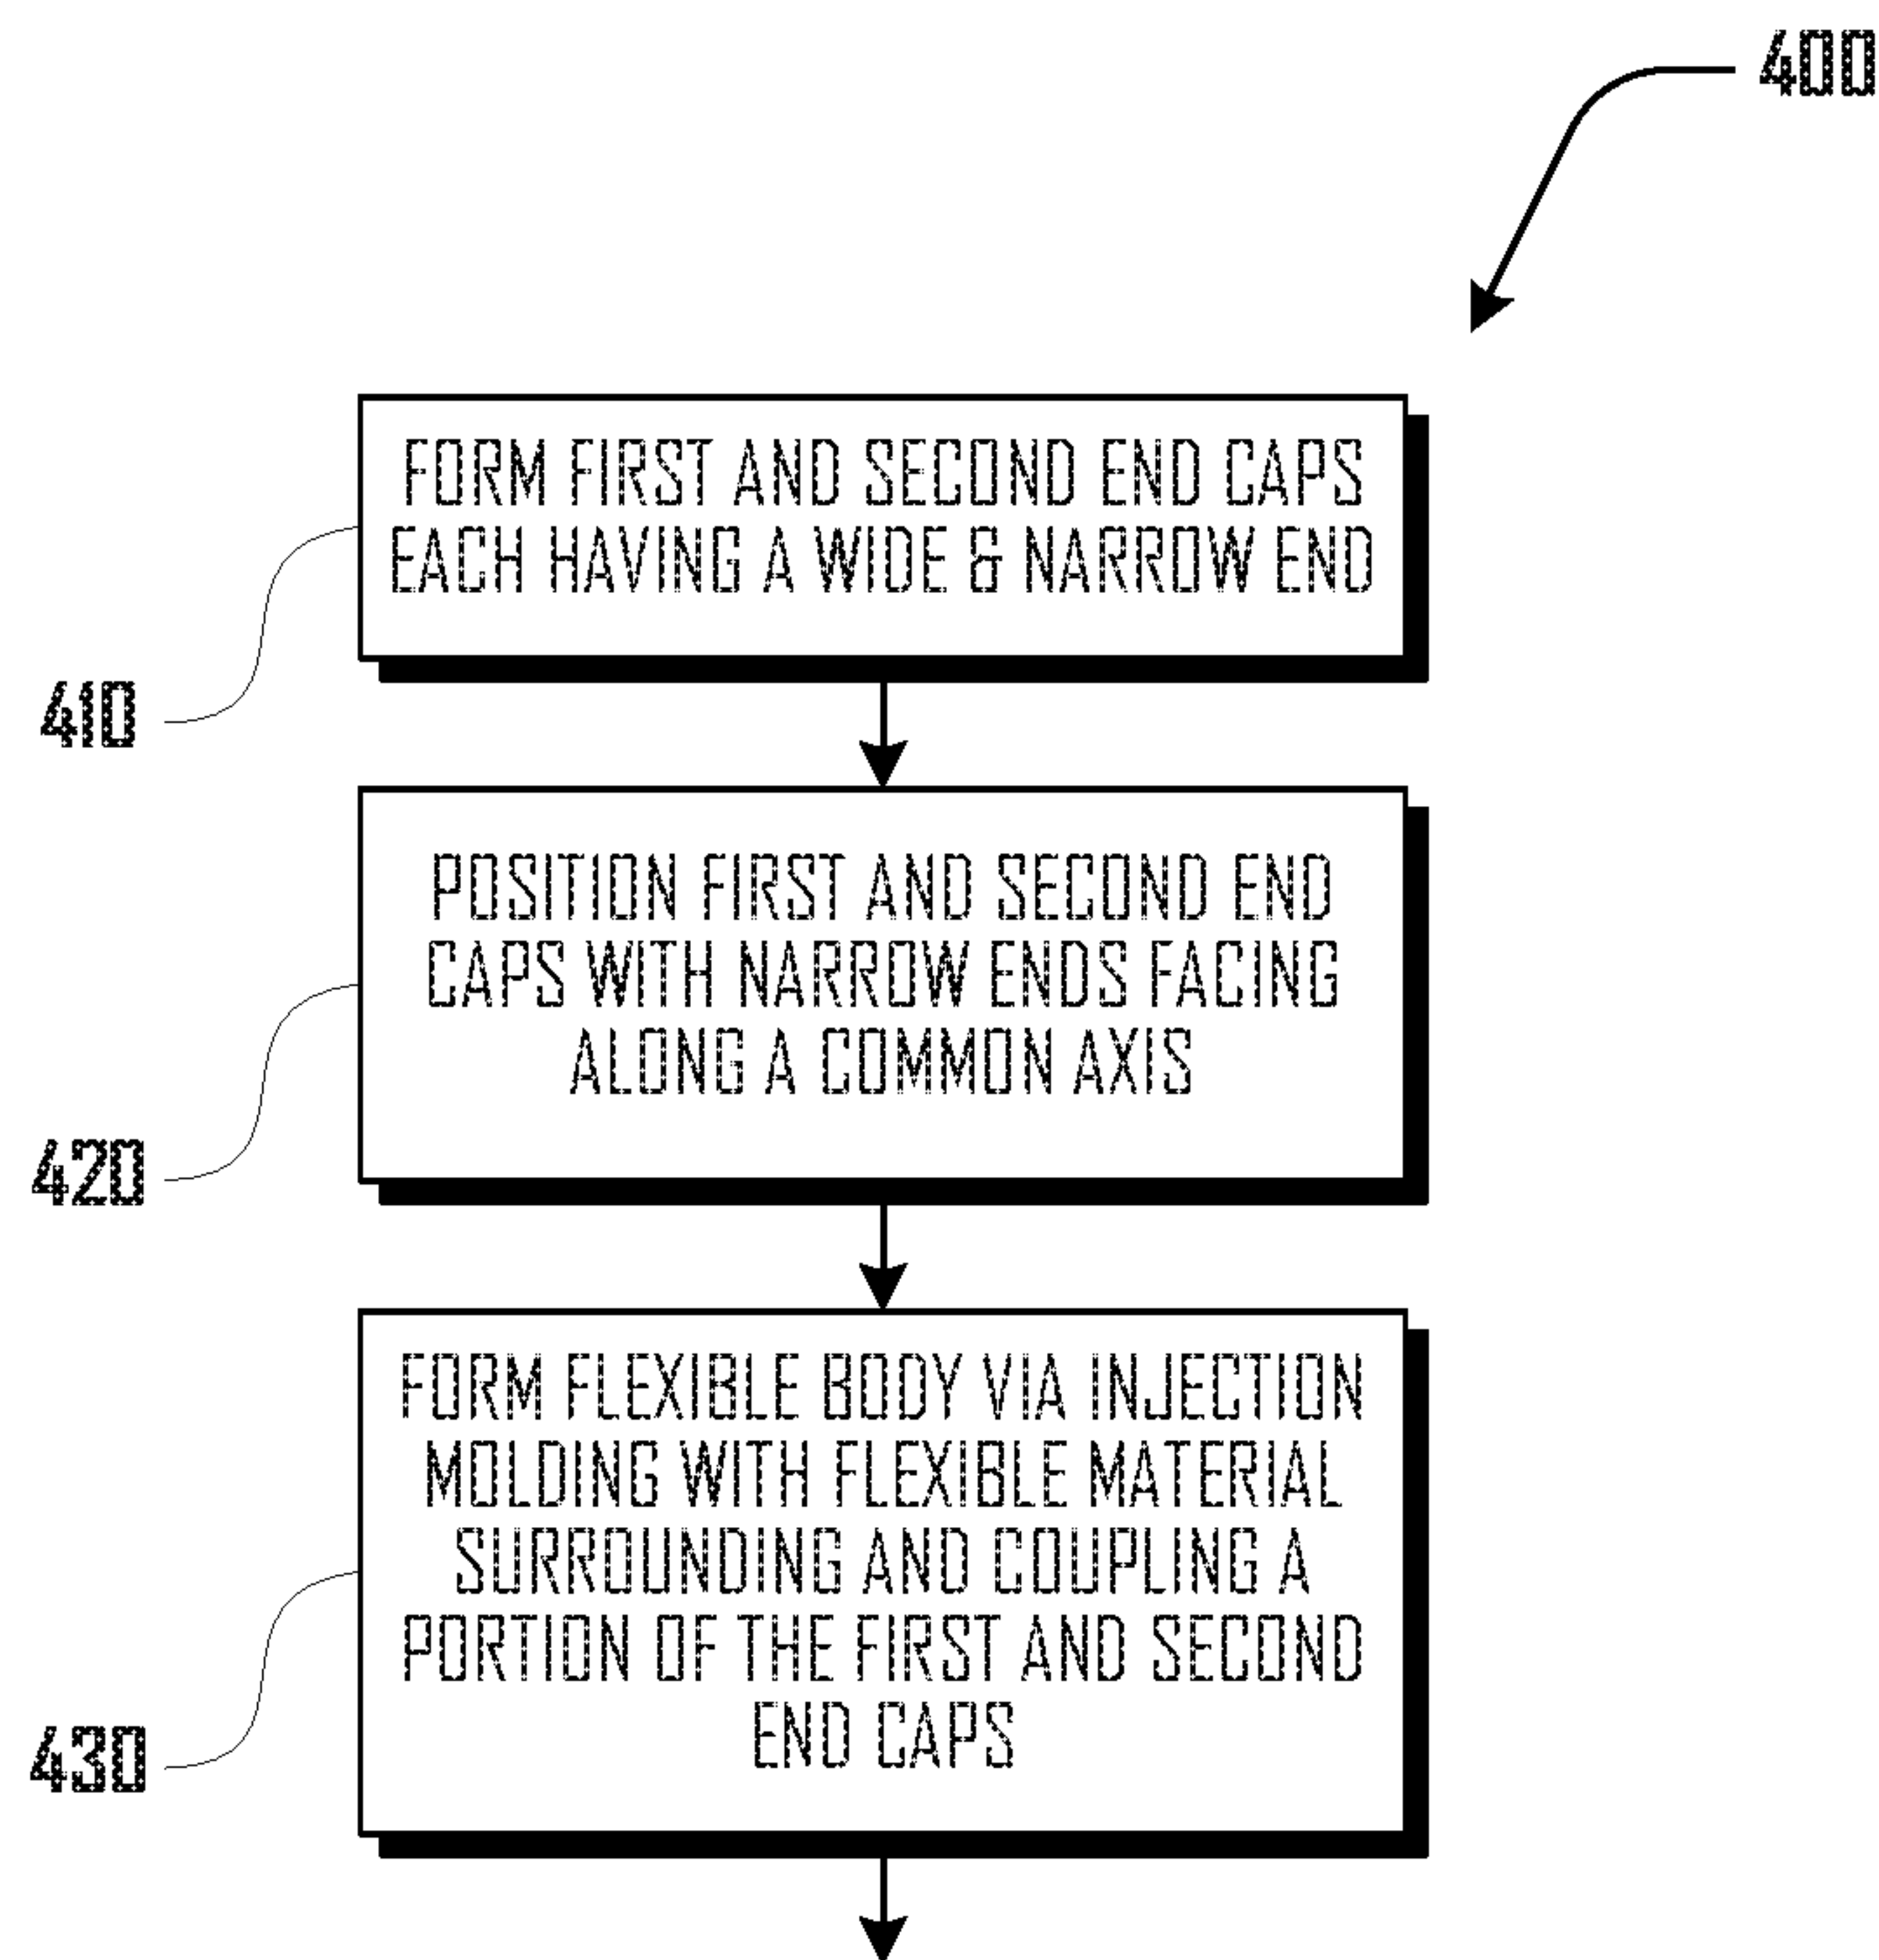 400
FORM FIRST AND SECOND END CAPS
EACH HAVING A WIDE & NARROW END
410
POSITION FIRST AND SECOND END
CAPS WITH NARROW ENDS FACING
ALONG A COMMON AXIS
420
FORM FLEXIBLE BODY VIA INJECTION
MOLDING WITH FLEXIBLE MATERIAL
SURROUNDING AND COUPLING A
PORTION OF THE FIRST AND SECOND
END CAPS
430